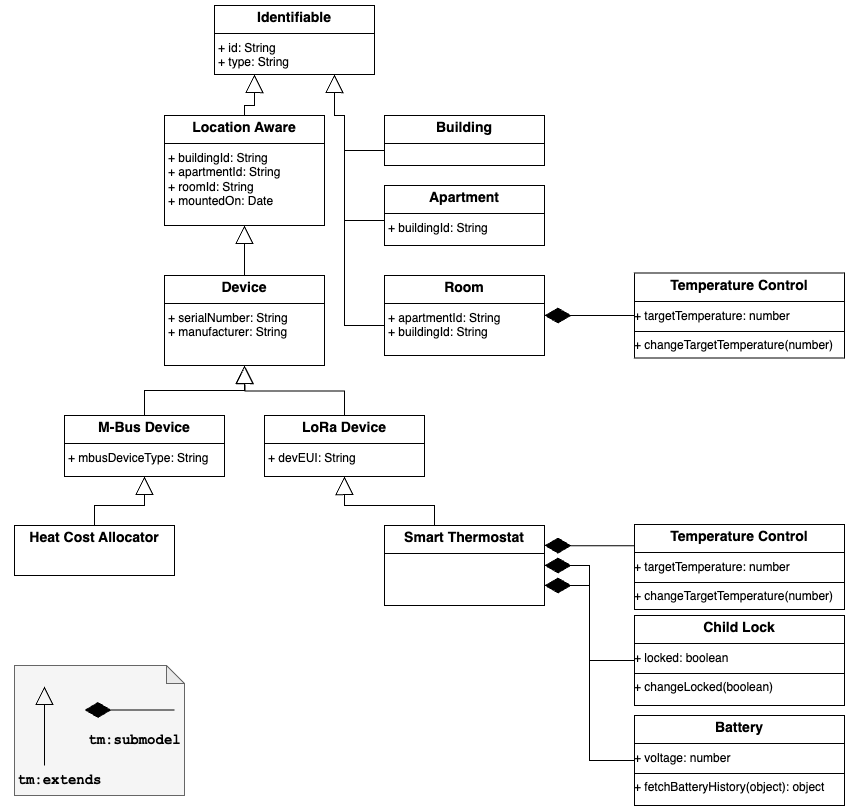 Identifiable
+ id: String
+ type: String
Location Aware
+ buildingId: String
+ apartmentId: String
+ roomId: String
+ mountedOn: Date
Building
Apartment
+ buildingId: String
Device
+ serialNumber: String
+ manufacturer: String
Room
+ apartmentId: String
+ buildingId: String
Temperature Control
+ targetTemperature: number
+ changeTargetTemperature(number)
M-Bus Device
+ mbusDeviceType: String
LoRa Device
+ devEUI: String
Heat Cost Allocator
Smart Thermostat
Temperature Control
+ targetTemperature: number
+ changeTargetTemperature(number)
Child Lock
+ locked: boolean
+ changeLocked(boolean)
Battery
+ voltage: number
+ fetchBatteryHistory(object): object
tm:submodel
tm:extends